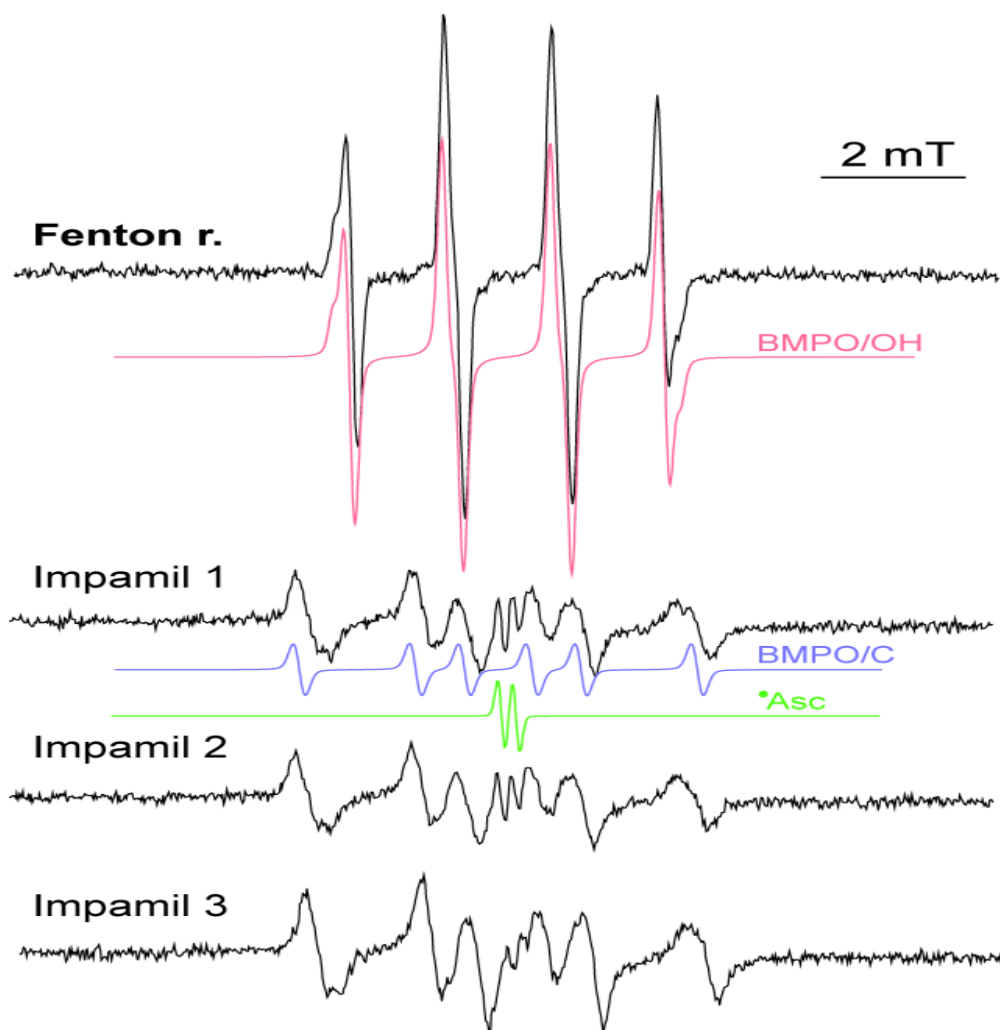 2 mT
Fenton r.
BMPO/OH
Impamil 1
BMPO/C
•Asc
Impamil 2
Impamil 3